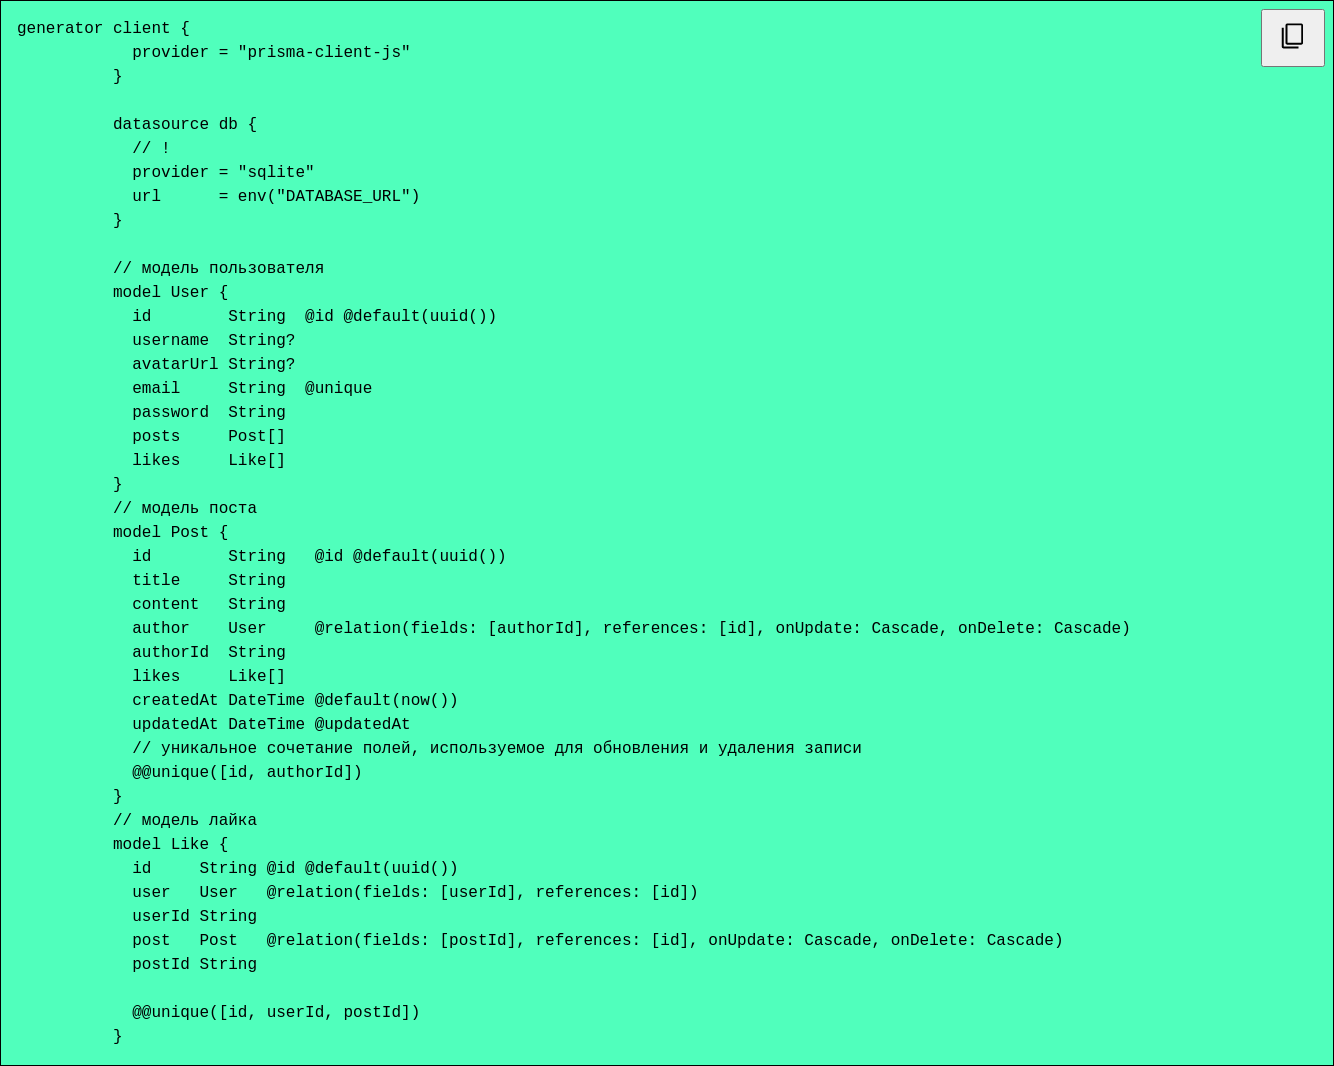 generator client {
            provider = "prisma-client-js"
          }

          datasource db {
            // !
            provider = "sqlite"
            url      = env("DATABASE_URL")
          }

          // модель пользователя
          model User {
            id        String  @id @default(uuid())
            username  String?
            avatarUrl String?
            email     String  @unique
            password  String
            posts     Post[]
            likes     Like[]
          }
          // модель поста
          model Post {
            id        String   @id @default(uuid())
            title     String
            content   String
            author    User     @relation(fields: [authorId], references: [id], onUpdate: Cascade, onDelete: Cascade)
            authorId  String
            likes     Like[]
            createdAt DateTime @default(now())
            updatedAt DateTime @updatedAt
            // уникальное сочетание полей, используемое для обновления и удаления записи
            @@unique([id, authorId])
          }
          // модель лайка
          model Like {
            id     String @id @default(uuid())
            user   User   @relation(fields: [userId], references: [id])
            userId String
            post   Post   @relation(fields: [postId], references: [id], onUpdate: Cascade, onDelete: Cascade)
            postId String

            @@unique([id, userId, postId])
          }